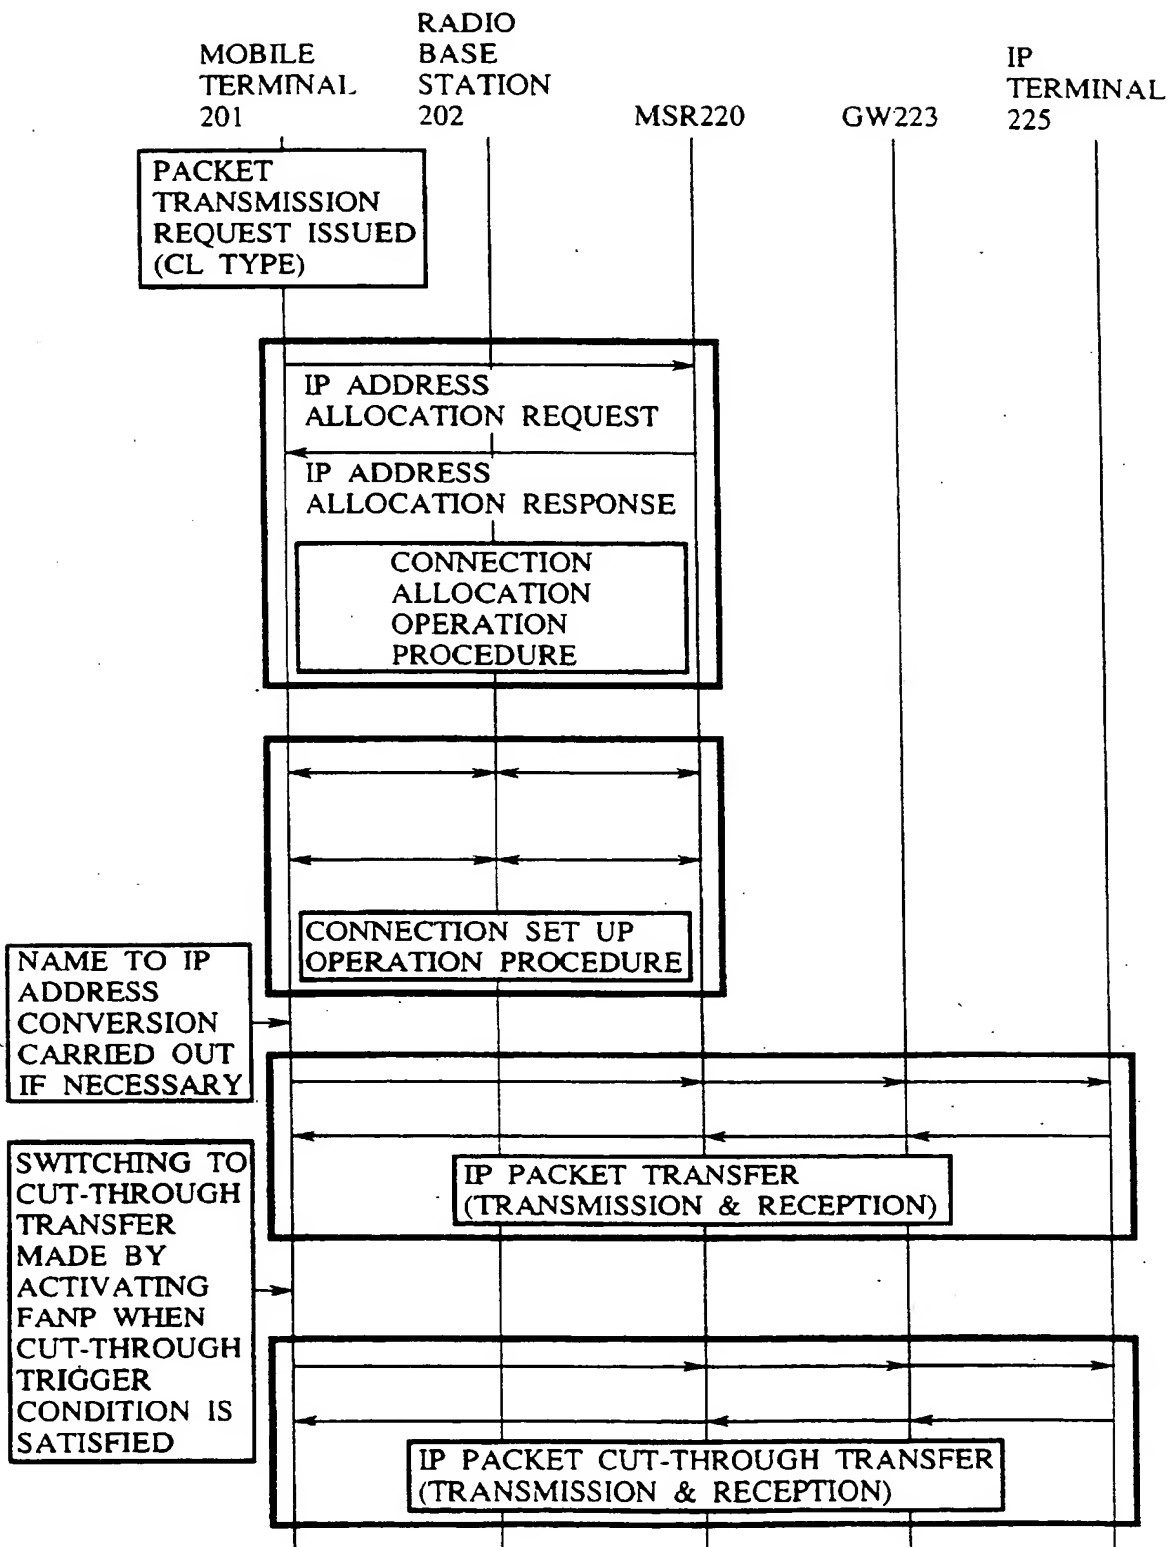 MOBILE
TERMINAL
201
RADIO
BASE
STATION
202
MSR220
GW223
IP
TERMINAL
225
PACKET
TRANSMISSION
REQUEST ISSUED
(CL TYPE)
IP ADDRESS
ALLOCATION REQUEST
IP ADDRESS
ALLOCATION RESPONSE
CONNECTION
ALLOCATION
OPERATION
PROCEDURE
CONNECTION SET UP
OPERATION PROCEDURE
NAME TO IP
ADDRESS
CONVERSION
CARRIED OUT
IF NECESSARY
IP PACKET TRANSFER
(TRANSMISSION & RECEPTION)
SWITCHING TO
CUT-THROUGH
TRANSFER
MADE BY
ACTIVATING
FANP WHEN
CUT-THROUGH
TRIGGER
CONDITION IS
SATISFIED
IP PACKET CUT-THROUGH TRANSFER
(TRANSMISSION & RECEPTION)